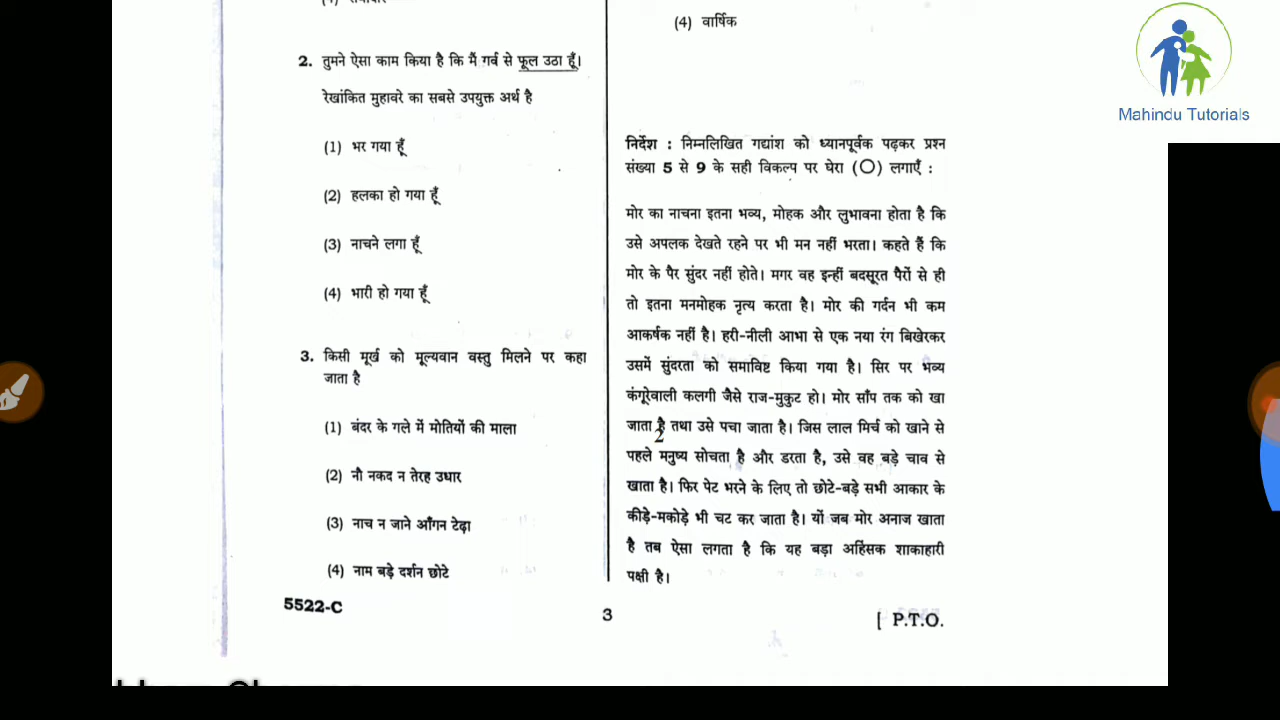 2. तुमने ऐसा काम किया है कि मैं गर्व से फूल उठा हूँ।
रेखांकित मुहावरे का सबसे उपयुक्त अर्थ है
(1) भर गया हूँ
(2) हलका हो गया हूँ
(3) नाचने लगा हूँ
(4) भारी हो गया हूँ
3. किसी मूर्ख को मूल्यवान वस्तु मिलने पर कहा
जाता है
(1) बंदर के गले में मोतियों की माला
(2) नौ नकद न तेरह उधार
(3) नाच न जाने आँगन टेढ़ा
(4) नाम बड़े दर्शन छोटे
(4) वार्षिक
निर्देश : निम्नलिखित गद्यांश को ध्यानपूर्वक पढ़कर प्रश्न
संख्या 5 से 9 के सही विकल्प पर घेरा (○) लगाएँ :
मोर का नाचना इतना भव्य, मोहक और लुभावना होता है कि
उसे अपलक देखते रहने पर भी मन नहीं भरता। कहते हैं कि
मोर के पैर सुंदर नहीं होते। मगर वह इन्हीं बदसूरत पैरों से ही
तो इतना मनमोहक नृत्य करता है। मोर की गर्दन भी कम
आकर्षक नहीं है। हरी-नीली आभा से एक नया रंग बिखेरकर
उसमें सुंदरता को समाविष्ट किया गया है। सिर पर भव्य
कंगूरेवाली कलगी जैसे राज-मुकुट हो। मोर साँप तक को खा
जाता है तथा उसे पचा जाता है। जिस लाल मिर्च को खाने से
2
पहले मनुष्य सोचता है और डरता है, उसे वह बड़े चाव से
खाता है। फिर पेट भरने के लिए तो छोटे-बड़े सभी आकार के
कीड़े-मकोड़े भी चट कर जाता है। यों जब मोर अनाज खाता
है तब ऐसा लगता है कि यह बड़ा अहिंसक शाकाहारी
पक्षी है।
5522-C
3
[ P.T.O.
Mahindu Tutorials